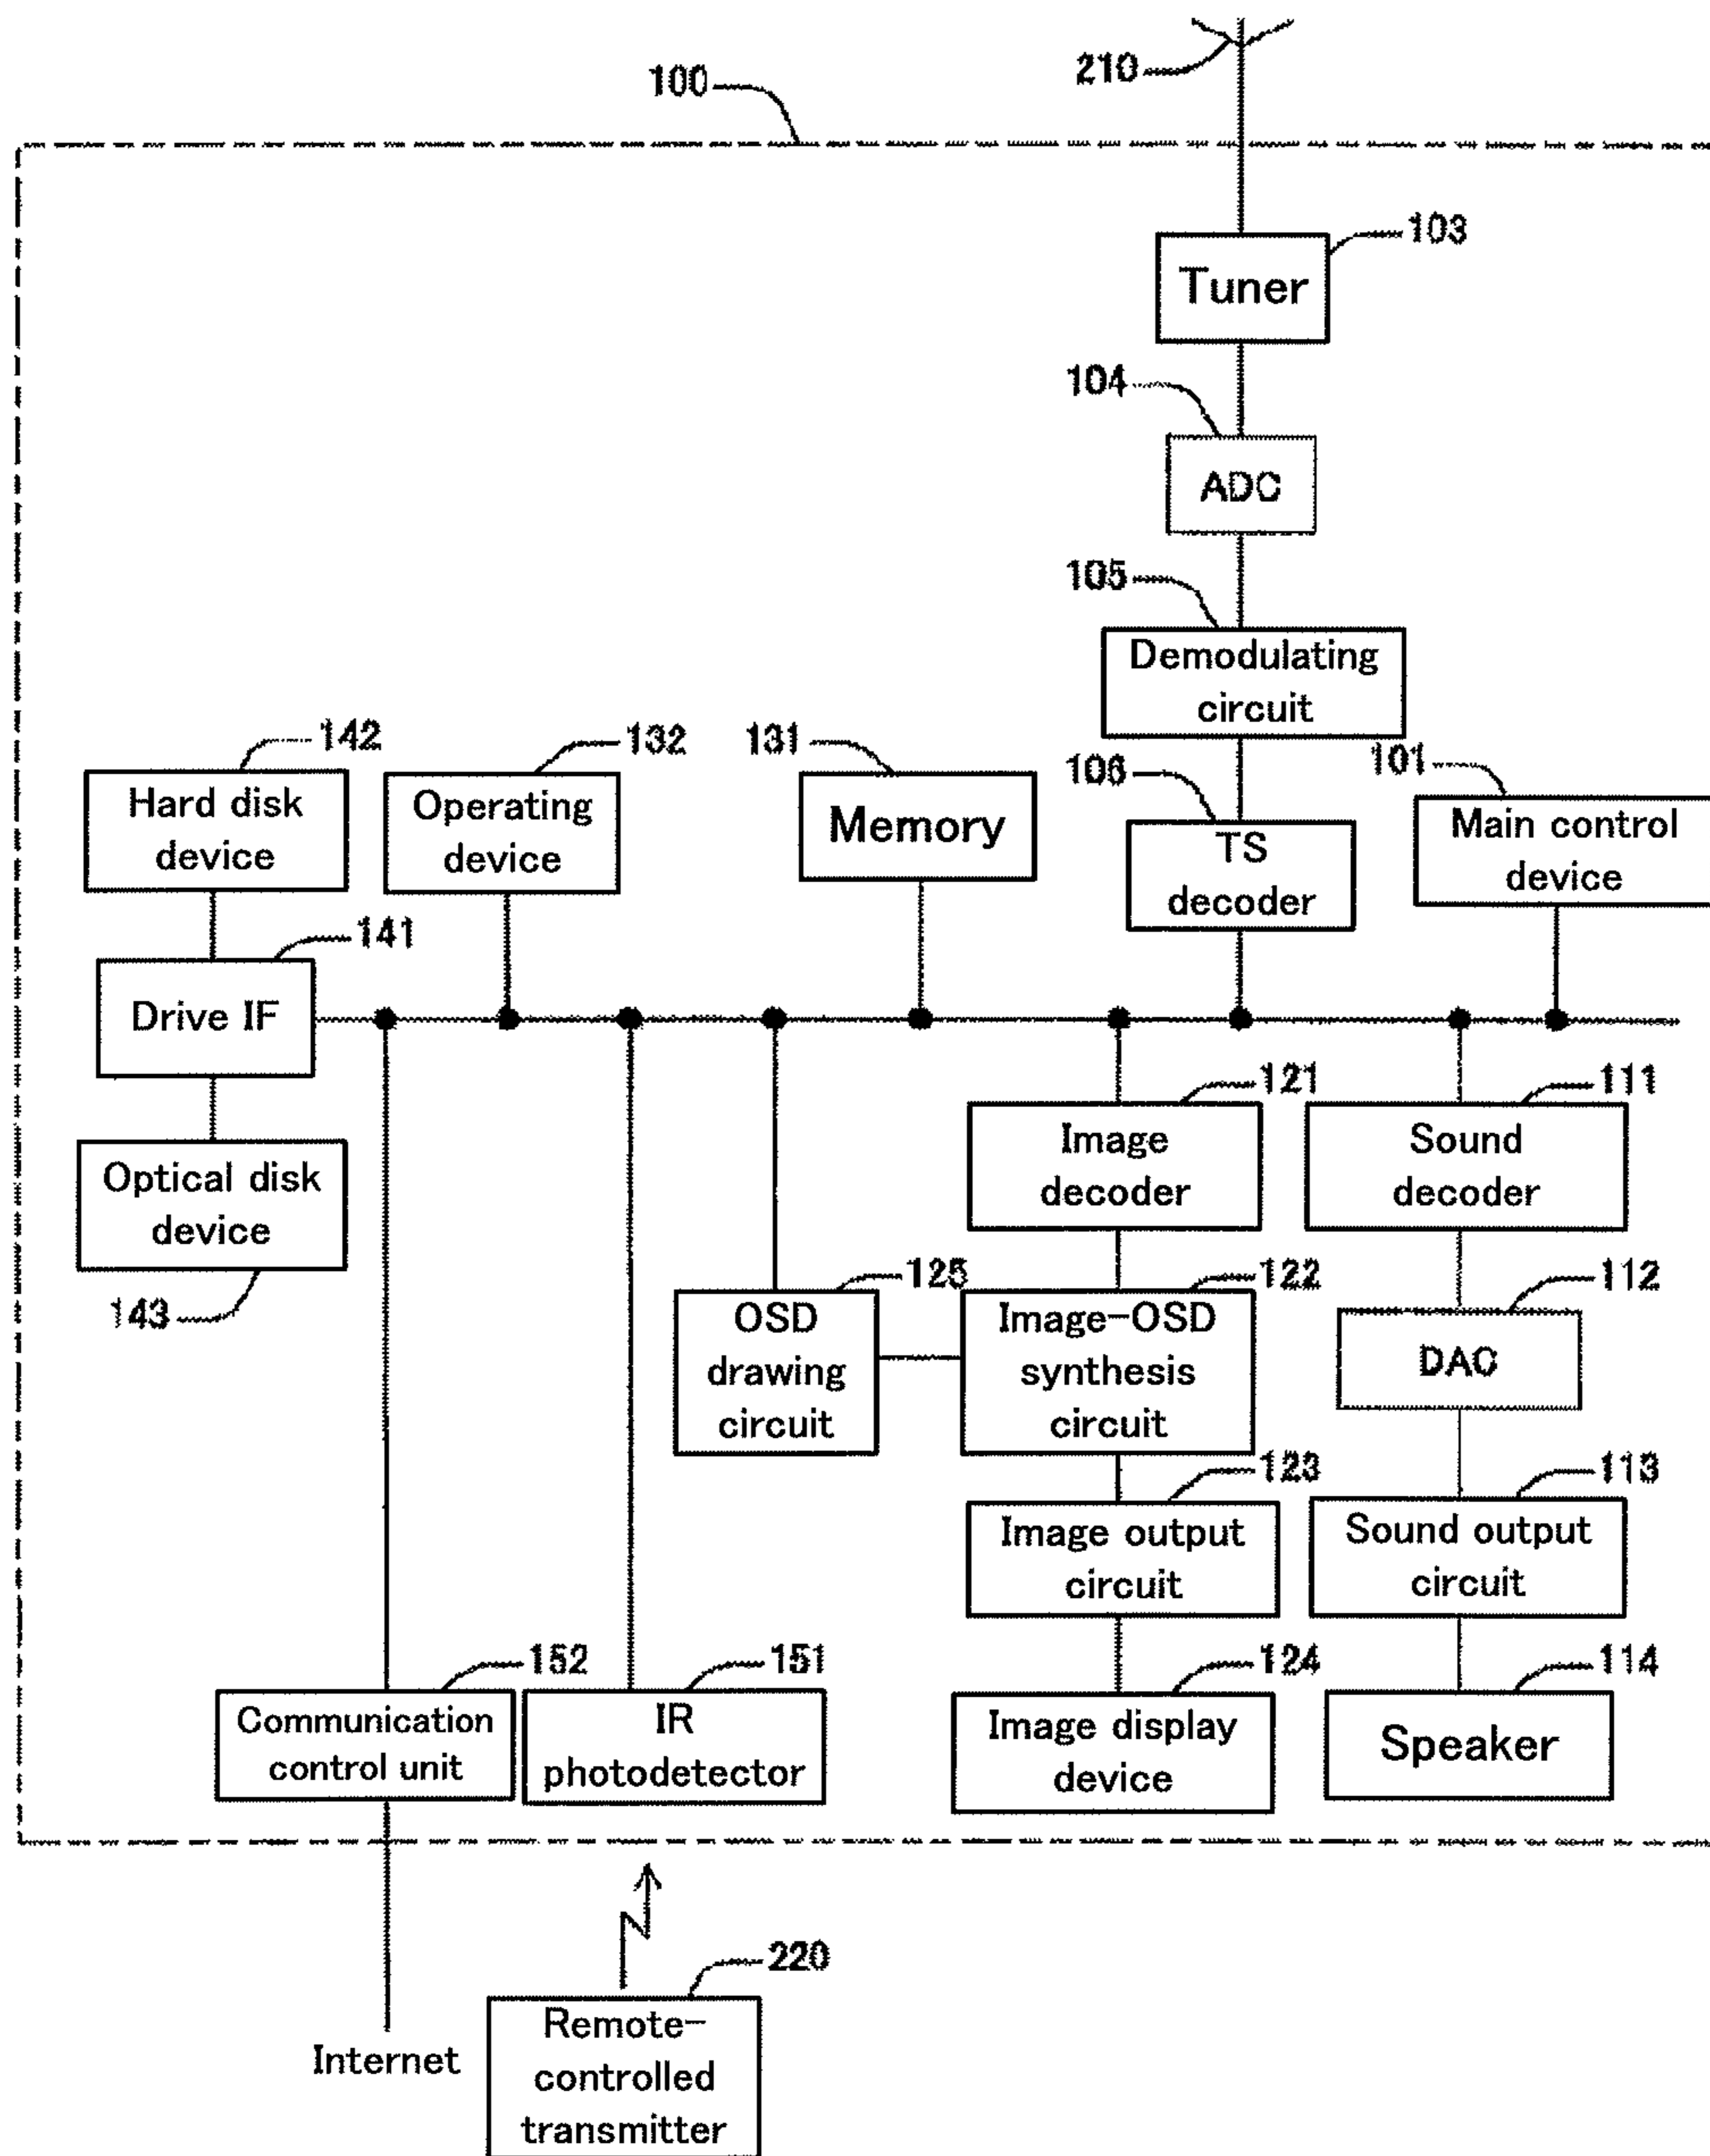 210
100
103
Tuner
104
ADC
105
Demodulating
circuit
142
132
131
106
101
Hard disk
device
Operating
device
Memory
TS
decoder
Main control
device
141
Drive IF
121
111
Image
decoder
Sound
decoder
Optical disk
device
143
125
122
112
OSD
drawing
circuit
Image-OSD
synthesis
circuit
DAC
123
113
Image output
circuit
Sound output
circuit
152
151
124
114
Communication
control unit
IR
photodetector
Image display
device
Speaker
220
Internet
Remote-
controlled
transmitter